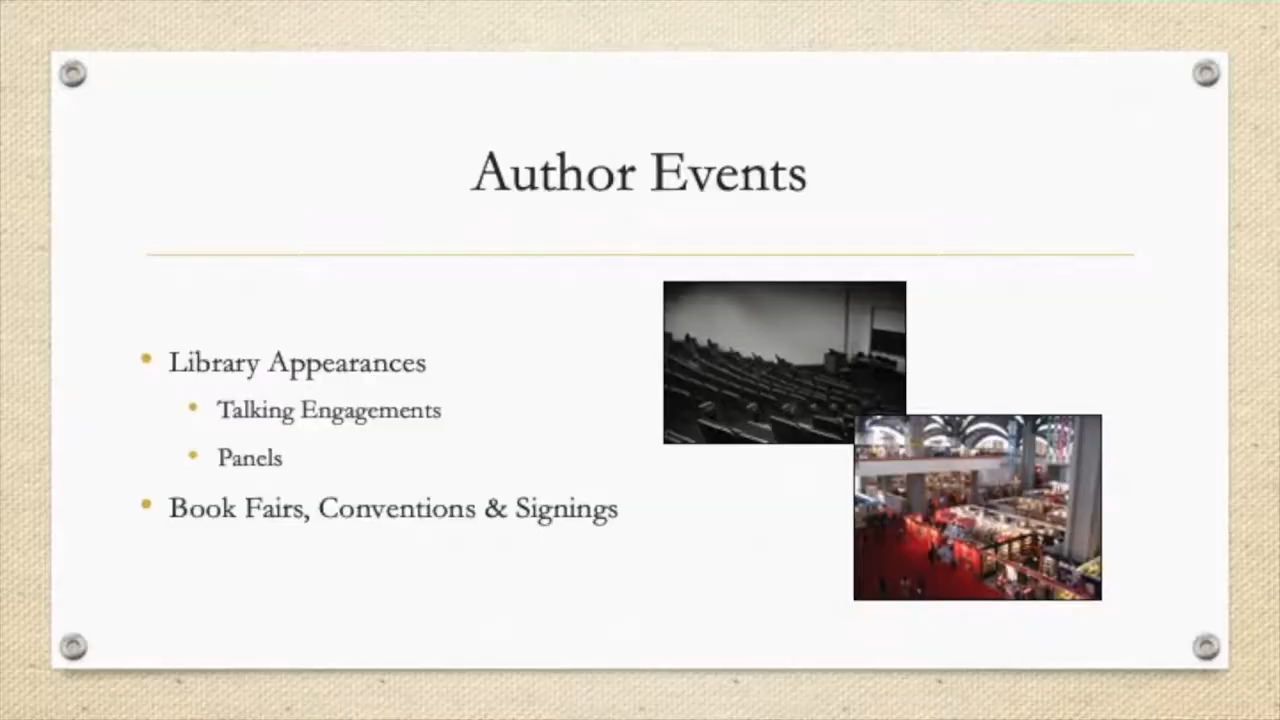 Author Events
Library Appearances
Talking Engagements
Panels
Book Fairs, Conventions & Signings